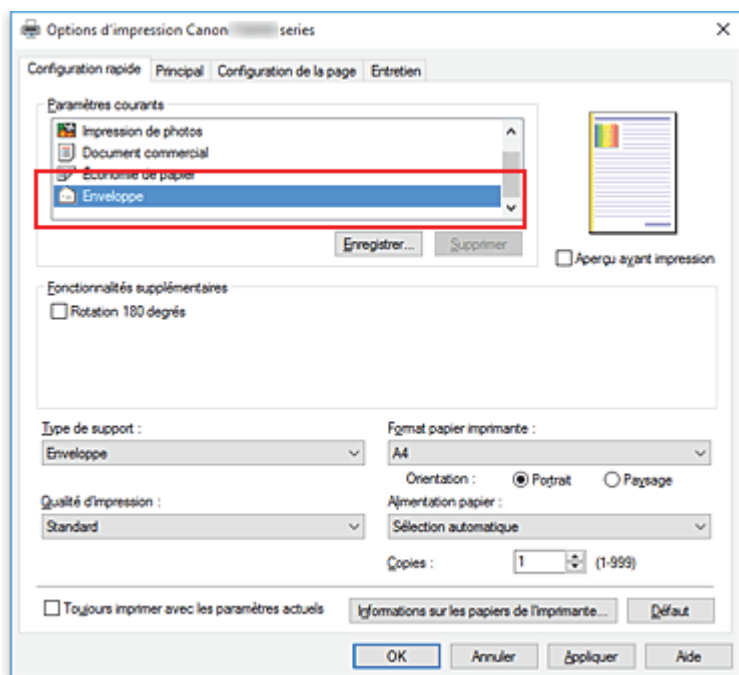 Options d'impression Canon series
Configuration rapide Principal Configuration de la page Entretien
Paramètres courants
Impression de photos
Document commercial
Économie de papier
Enveloppe
Enregistrer... Supprimer
Aperçu avant impression
Fonctionnalités supplémentaires
Rotation 180 degrés
Type de support : Format papier imprimante :
Enveloppe A4
Orientation : Portrait Paysage
Qualité d'impression : Alimentation papier :
Standard Sélection automatique
Copies : 1 (1-999)
Toujours imprimer avec les paramètres actuels Informations sur les papiers de l'imprimante... Défaut
OK Annuler Appliquer Aide